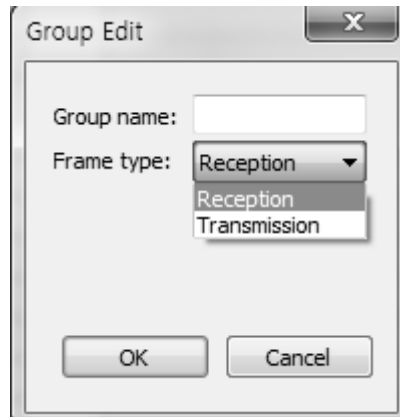 Group Edit
Group name:
Frame type: Reception
Reception
Transmission
OK Cancel